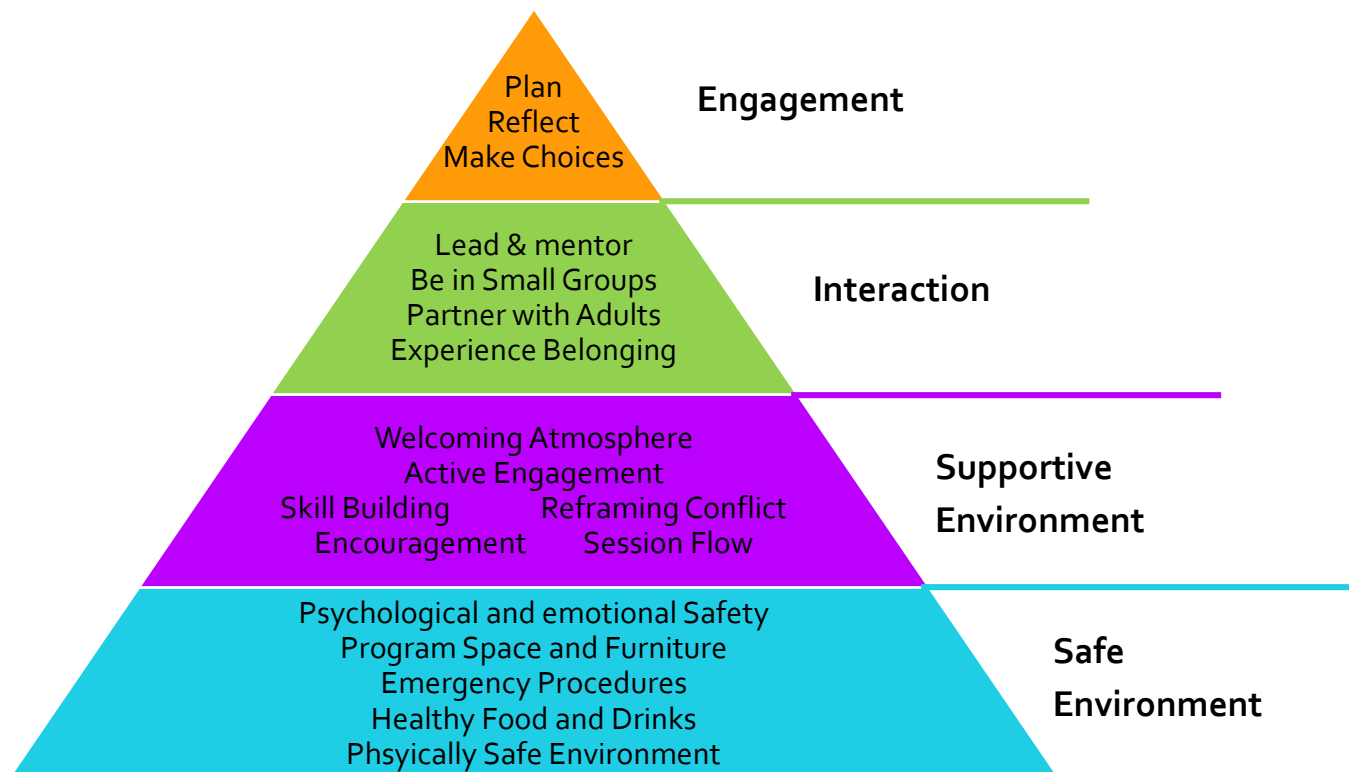 Plan
Reflect
Make Choices
Engagement
Lead & mentor
Be in Small Groups
Partner with Adults
Experience Belonging
Interaction
Welcoming Atmosphere
Active Engagement
Skill Building Reframing Conflict
Encouragement Session Flow
Supportive
Environment
Psychological and emotional Safety
Program Space and Furniture
Emergency Procedures
Healthy Food and Drinks
Phsyically Safe Environment
Safe
Environment